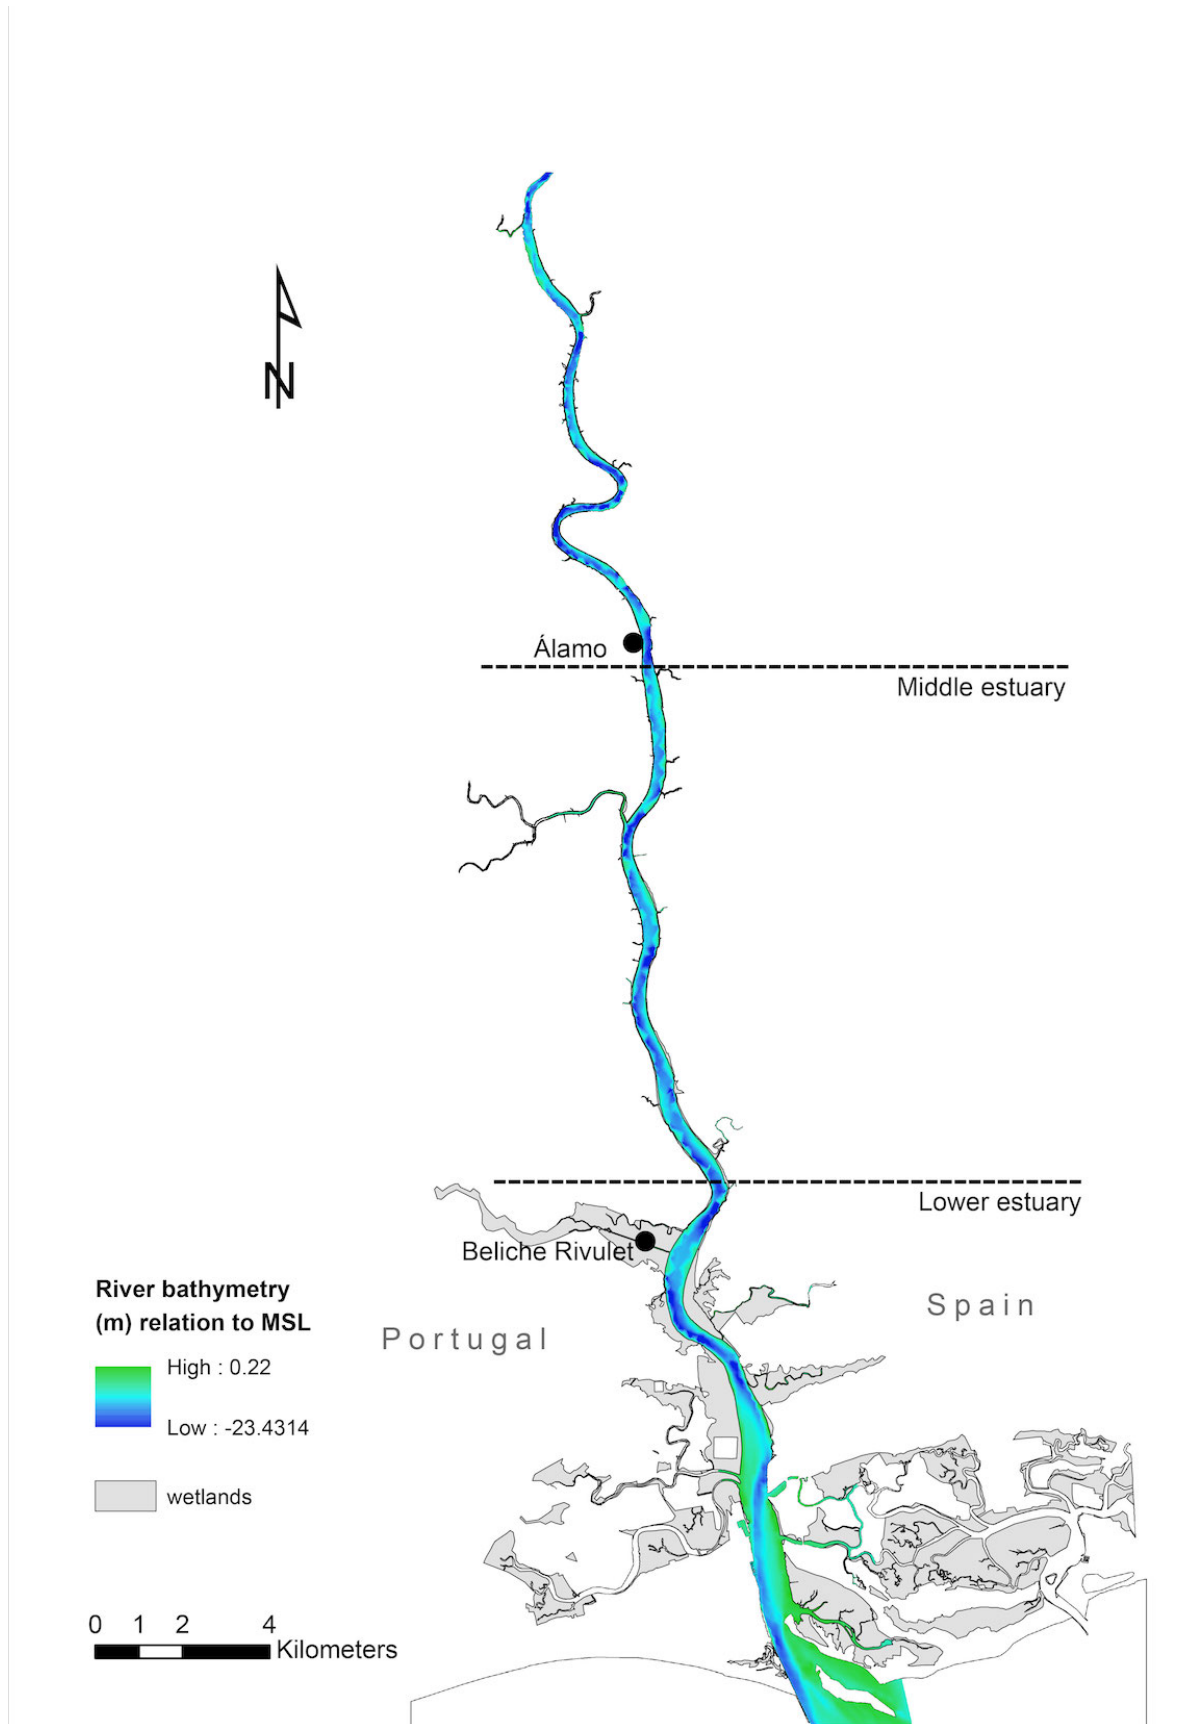 N
Álamo
Middle estuary
Lower estuary
Beliche Rivulet
River bathymetry
(m) relation to MSL
Portugal
Spain
High : 0.22
Low : -23.4314
wetlands
0 1 2 4
Kilometers